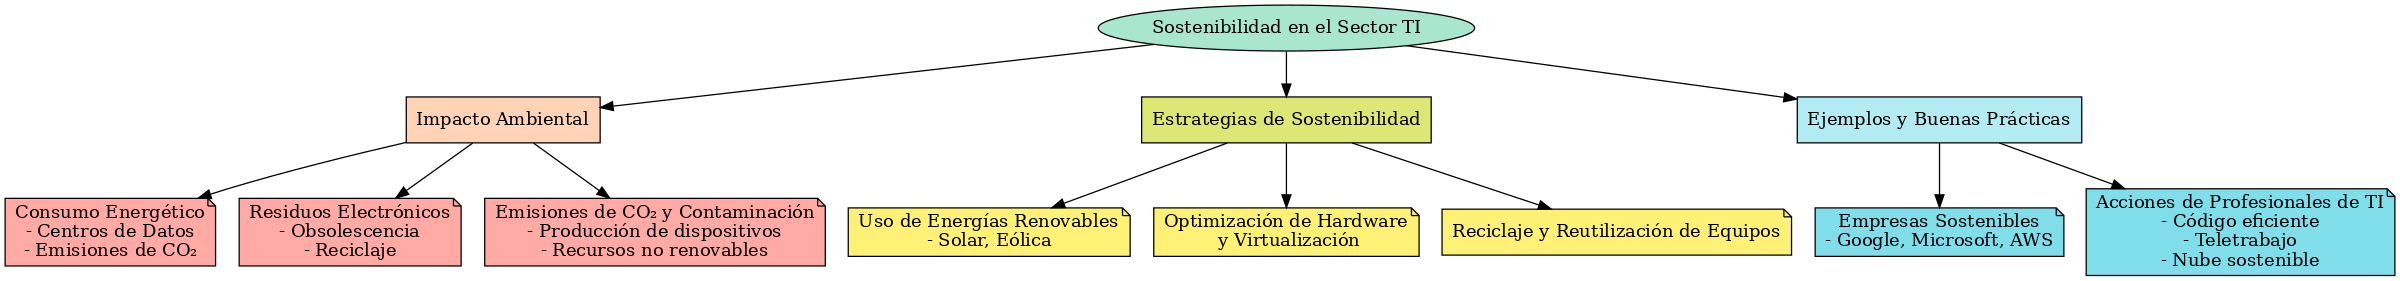 Sostenibilidad en el Sector TI
Impacto Ambiental
Estrategias de Sostenibilidad
Ejemplos y Buenas Prácticas
Consumo Energético
- Centros de Datos
- Emisiones de CO₂
Residuos Electrónicos
- Obsolescencia
- Reciclaje
Emisiones de CO₂ y Contaminación
- Producción de dispositivos
- Recursos no renovables
Uso de Energías Renovables
- Solar, Eólica
Optimización de Hardware
y Virtualización
Reciclaje y Reutilización de Equipos
Empresas Sostenibles
- Google, Microsoft, AWS
Acciones de Profesionales de TI
- Código eficiente
- Teletrabajo
- Nube sostenible